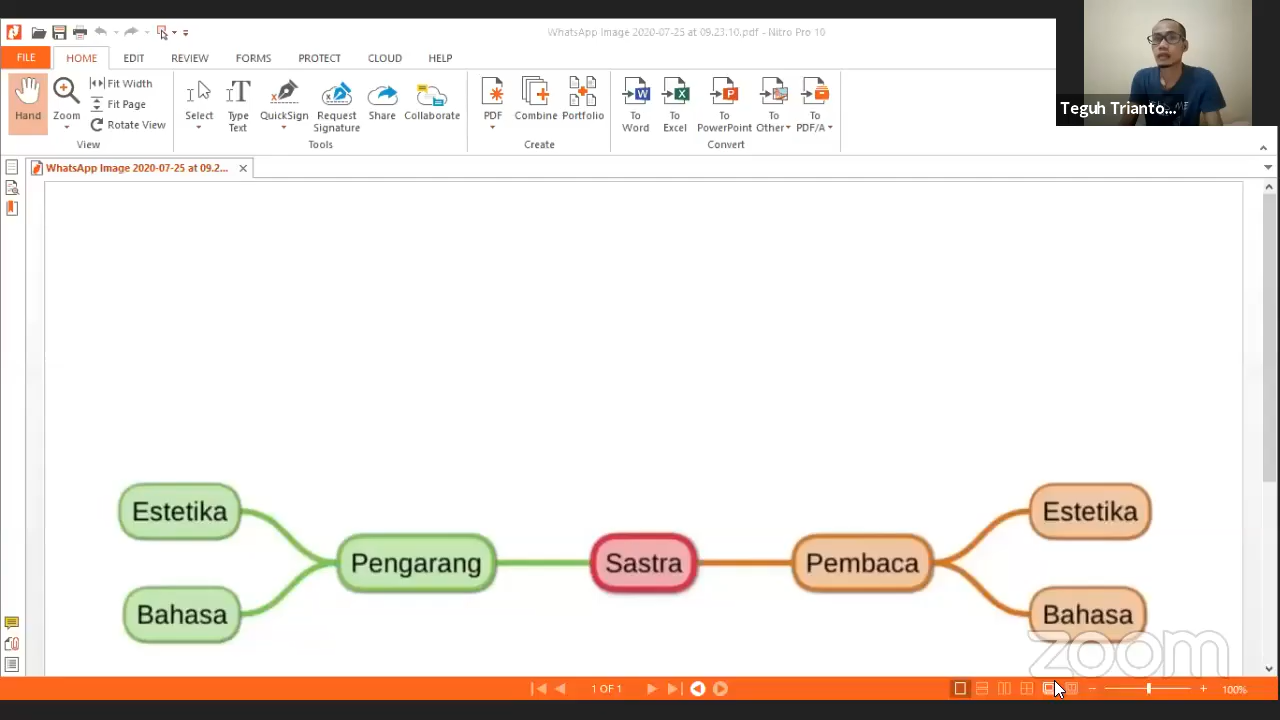 WhatsApp Image 2020-07-25 at 09.23.10.pdf - Nitro Pro 10
FILE HOME EDIT REVIEW FORMS PROTECT CLOUD HELP
Hand
Zoom
Fit Width
Fit Page
Rotate View
View
Select
Type Text
QuickSign
Request Signature
Share
Collaborate
Tools
PDF
Combine
Portfolio
Create
To Word
To Excel
To PowerPoint
To Other
To PDF/A
Convert
Teguh Trianto...
ME
WhatsApp Image 2020-07-25 at 09.2...
Estetika
Bahasa
Pengarang
Sastra
Pembaca
Estetika
Bahasa
zoom
1 OF 1
100%